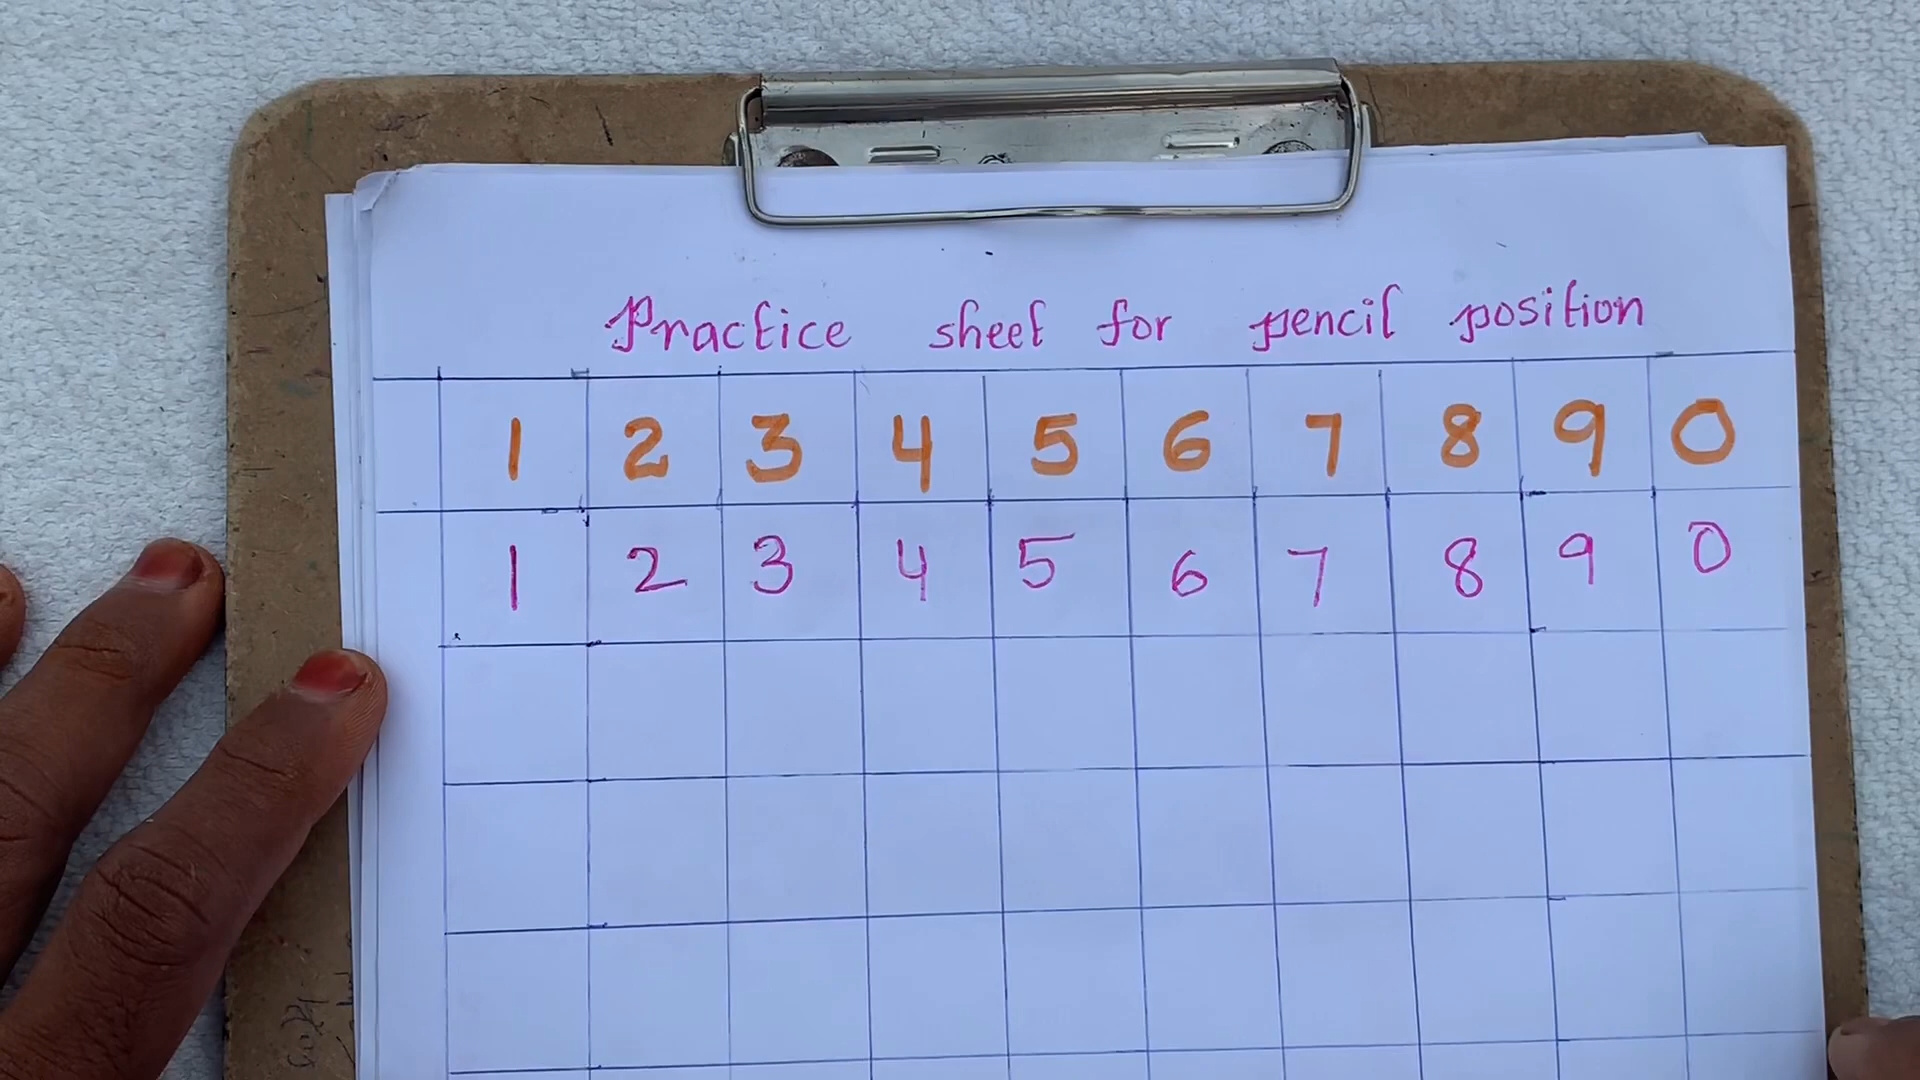 Practice sheet for pencil position
1 2 3 4 5 6 7 8 9 0
1 2 3 4 5 6 7 8 9 0